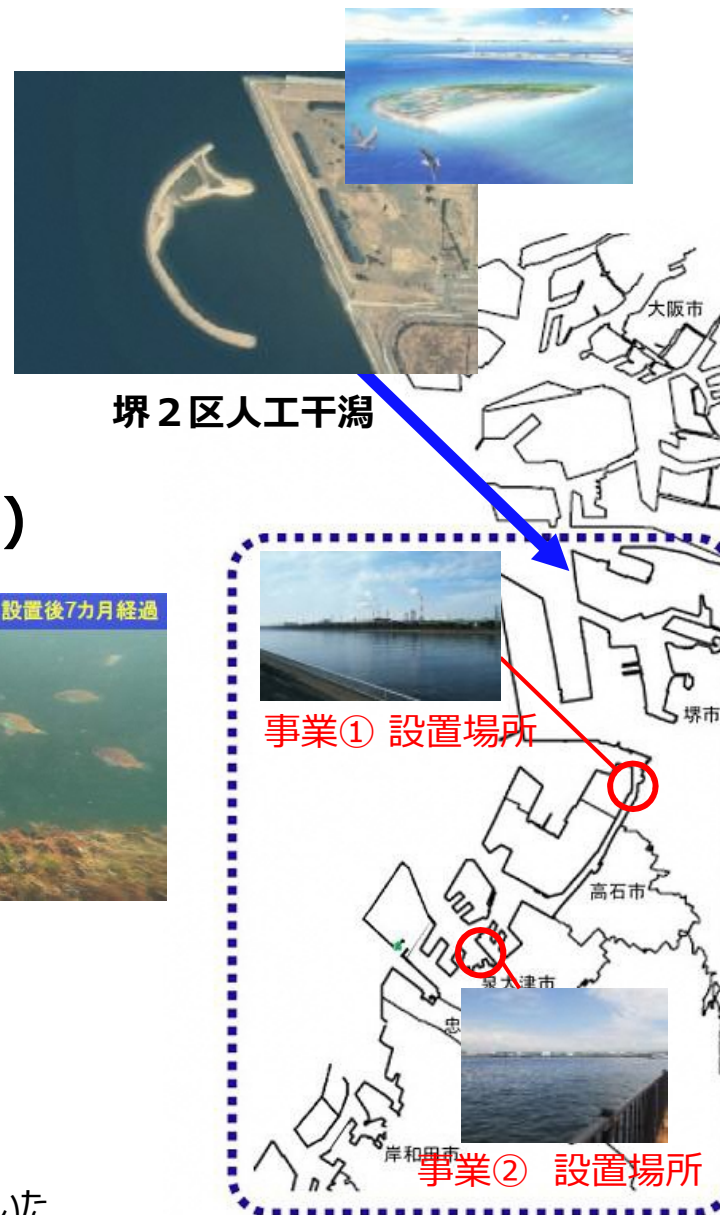 大阪市
堺２区人工干潟
)
設置後7カ月経過
事業① 設置場所
堺市
高石市
泉大津市
忠
岸和田市
事業②　設置場所
いた